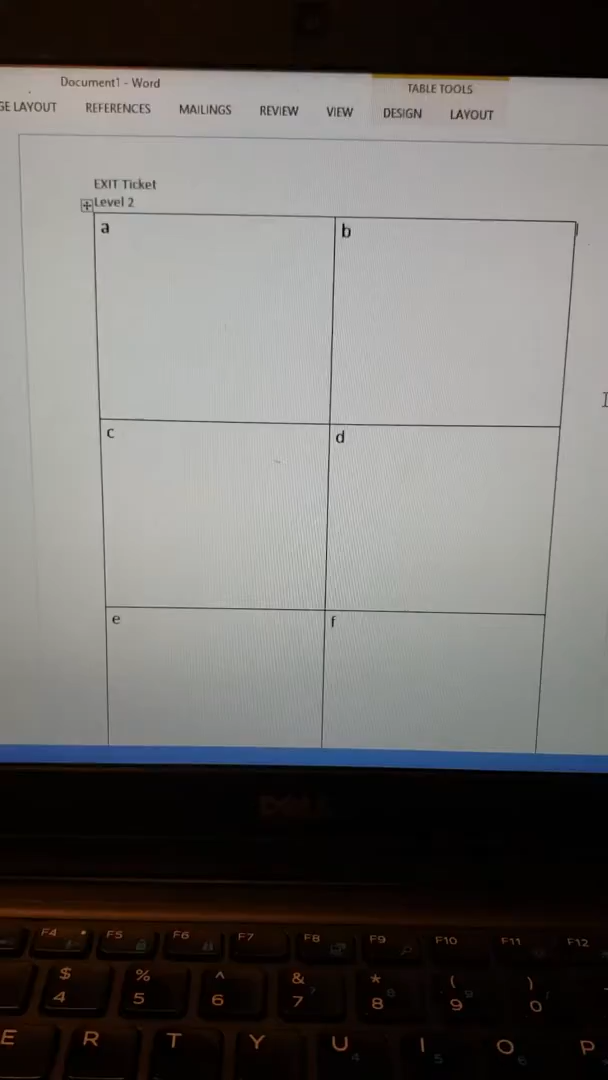 Document1 - Word
TABLE TOOLS
GE LAYOUT REFERENCES MAILINGS REVIEW VIEW DESIGN LAYOUT
EXIT Ticket
Level 2
a b
c d
e f
DELL
F4 F5 F6 F7 F8 F9 F10 F11 F12
$ % ^ & * ( )
4 5 6 7 8 9 0
E R T Y U I O P